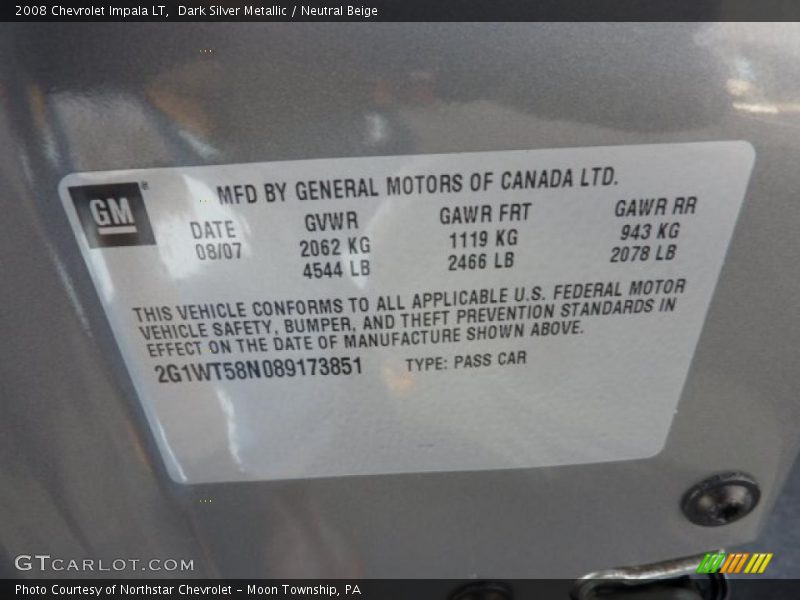 2008 Chevrolet Impala LT,  Dark Silver Metallic / Neutral Beige
GM ®
MFD BY GENERAL MOTORS OF CANADA LTD.
DATE GVWR GAWR FRT GAWR RR
08/07 2062 KG 1119 KG 943 KG
4544 LB 2466 LB 2078 LB
THIS VEHICLE CONFORMS TO ALL APPLICABLE U.S. FEDERAL MOTOR
VEHICLE SAFETY, BUMPER, AND THEFT PREVENTION STANDARDS IN
EFFECT ON THE DATE OF MANUFACTURE SHOWN ABOVE.
2G1WT58N089173851 TYPE: PASS CAR
GTCARLOT.COM
Photo Courtesy of Northstar Chevrolet – Moon Township, PA